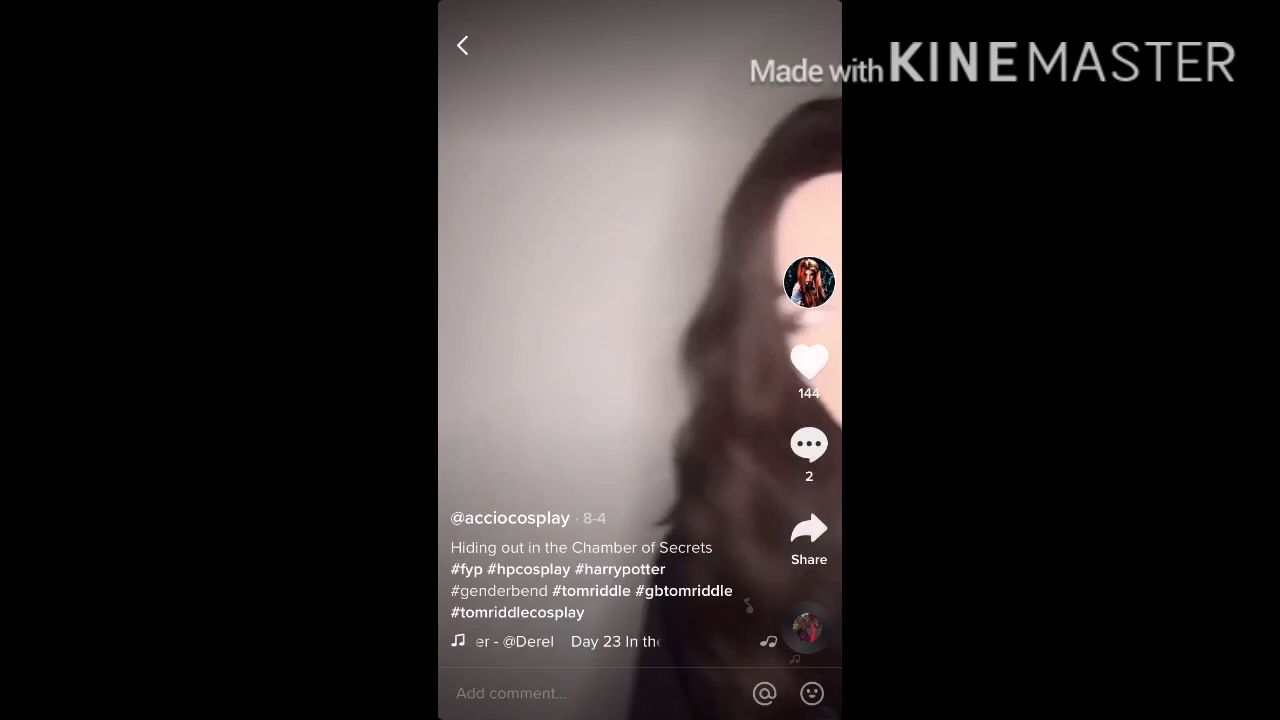 Made with KINEMASTER
144
2
Share
@acciocosplay · 8-4
Hiding out in the Chamber of Secrets
#fyp #hpcosplay #harrypotter
#genderbend #tomriddle #gbtomriddle
#tomriddlecosplay
er - @Derel Day 23 In the
Add comment...